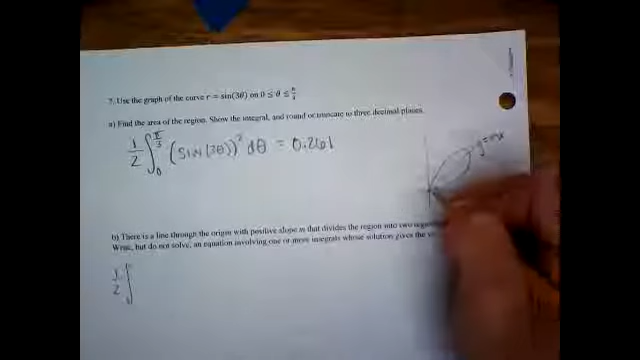 7. Use the graph of the curve r = sin(3θ) on 0 ≤ θ ≤ π/3
a) Find the area of the region. Show the integral, and round or truncate to three decimal places.
1/2 ∫₀^(π/3) (sin(3θ))² dθ = 0.261
y=mx
b) There is a line through the origin with positive slope m that divides the region into two
Write, but do not solve, an equation involving one or more integrals whose solution gives the
1/2 ∫